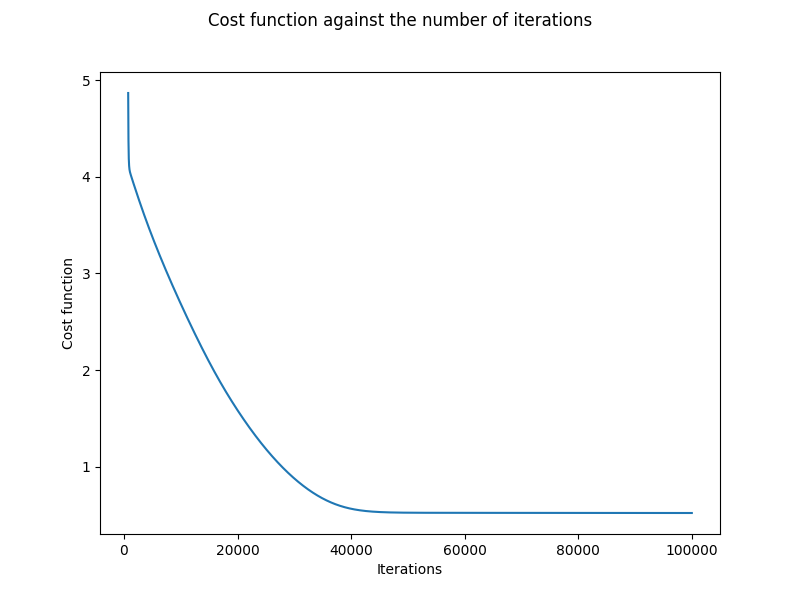 Cost function against the number of iterations
5
4
3
2
1
Cost function
0 20000 40000 60000 80000 100000
Iterations